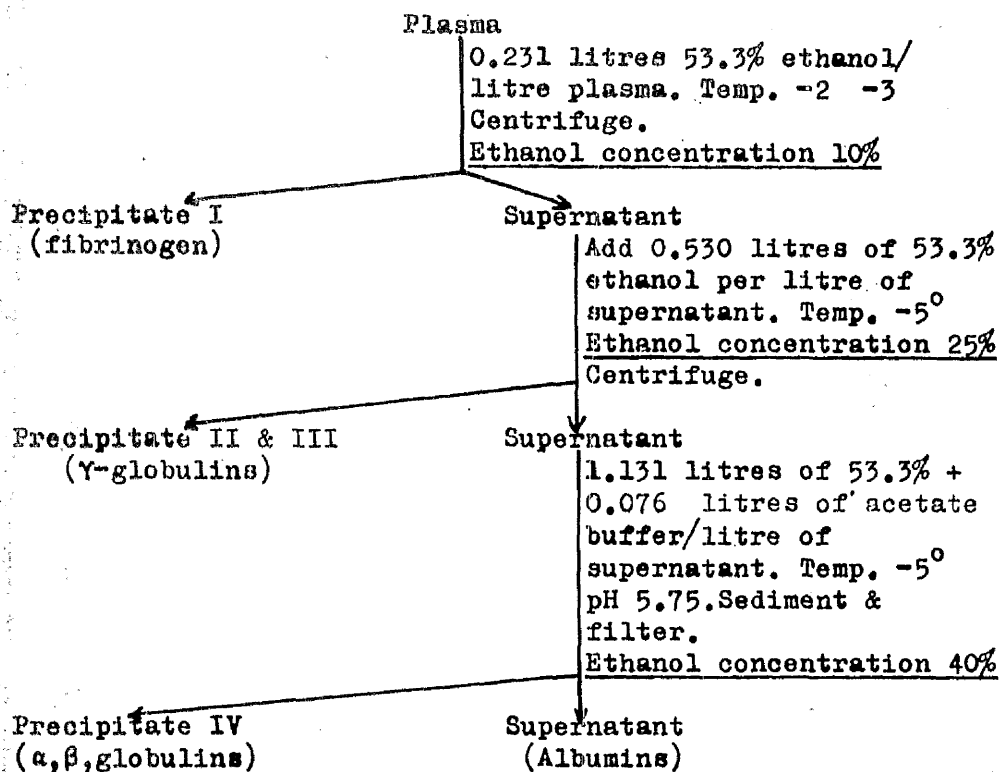 Plasma
0.231 litres 53.3% ethanol/
litre plasma. Temp. -2 -3
Centrifuge.
Ethanol concentration 10%
Precipitate I
(fibrinogen)
Supernatant
Add 0.530 litres of 53.3%
ethanol per litre of
supernatant. Temp. -5°
Ethanol concentration 25%
Centrifuge.
Precipitate II & III
(γ-globulins)
Supernatant
1.131 litres of 53.3% +
0.076 litres of acetate
buffer/litre of
supernatant. Temp. -5°
pH 5.75.Sediment &
filter.
Ethanol concentration 40%
Precipitate IV
(α,β,globulins)
Supernatant
(Albumins)